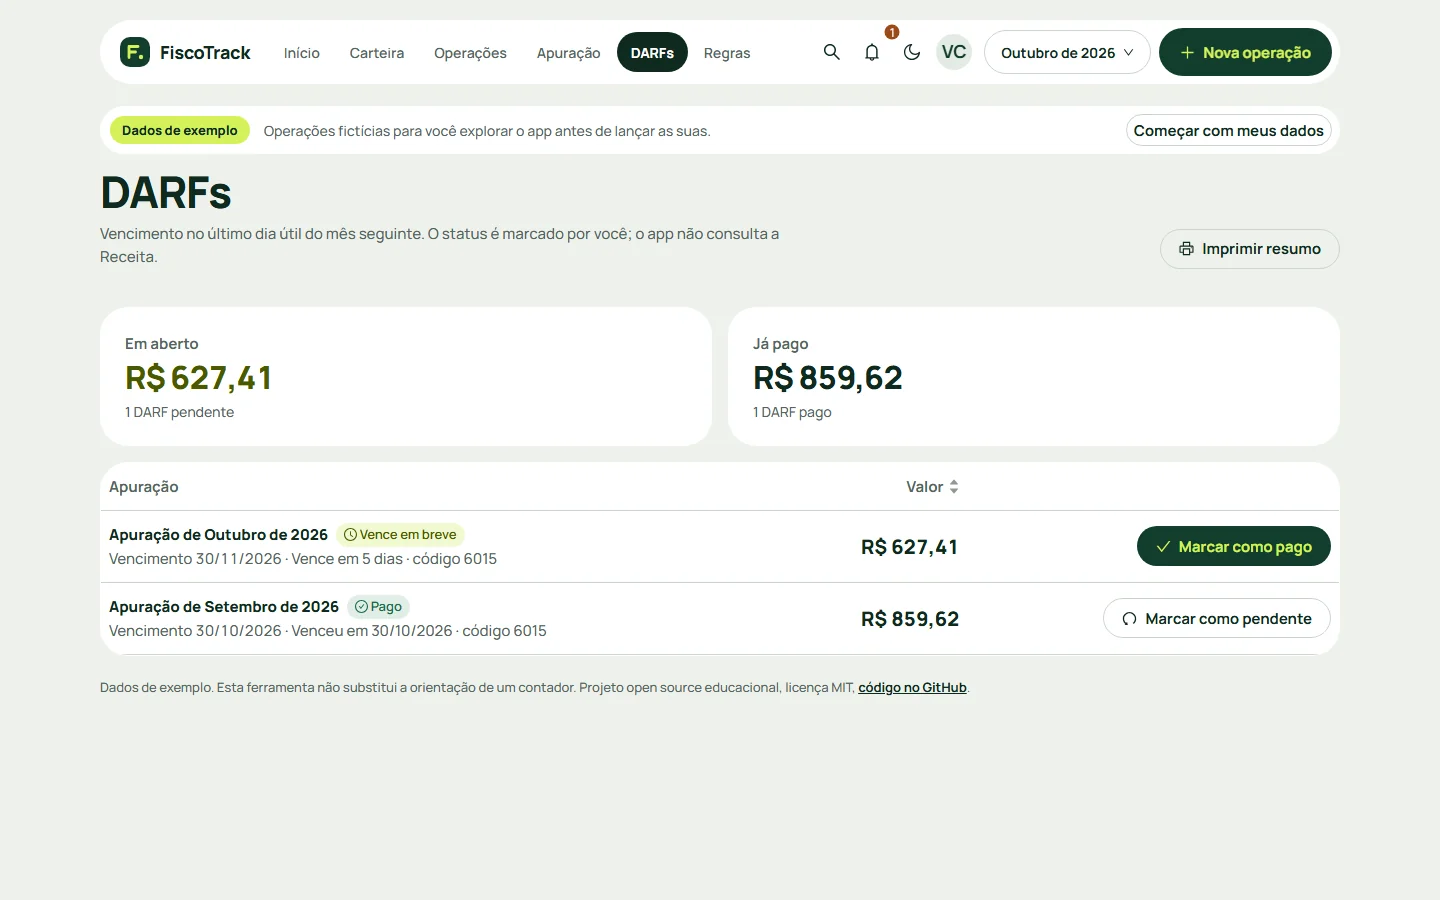 F. FiscoTrack Início Carteira Operações Apuração DARFs Regras 1 VC Outubro de 2026 Nova operação
Dados de exemplo Operações fictícias para você explorar o app antes de lançar as suas. Começar com meus dados
DARFs
Vencimento no último dia útil do mês seguinte. O status é marcado por você; o app não consulta a
Receita.
Imprimir resumo
Em aberto
R$ 627,41
1 DARF pendente
Já pago
R$ 859,62
1 DARF pago
Apuração Valor
Apuração de Outubro de 2026 Vence em breve
Vencimento 30/11/2026 · Vence em 5 dias · código 6015
R$ 627,41 Marcar como pago
Apuração de Setembro de 2026 Pago
Vencimento 30/10/2026 · Venceu em 30/10/2026 · código 6015
R$ 859,62 Marcar como pendente
Dados de exemplo. Esta ferramenta não substitui a orientação de um contador. Projeto open source educacional, licença MIT, código no GitHub.